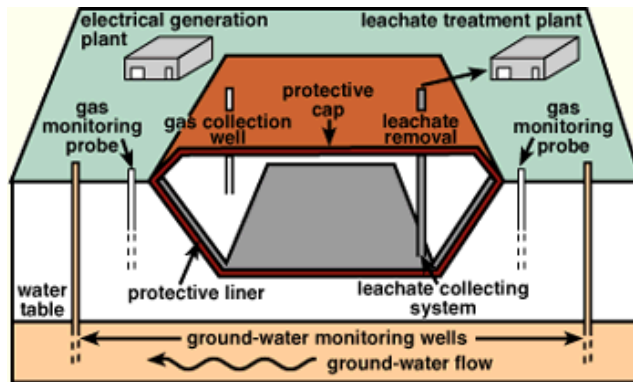 electrical generation
plant
leachate treatment plant
protective
cap
gas
monitoring
probe
gas collection
well
leachate
removal
gas
monitoring
probe
water
table
protective liner
leachate collecting
system
ground-water monitoring wells
ground-water flow